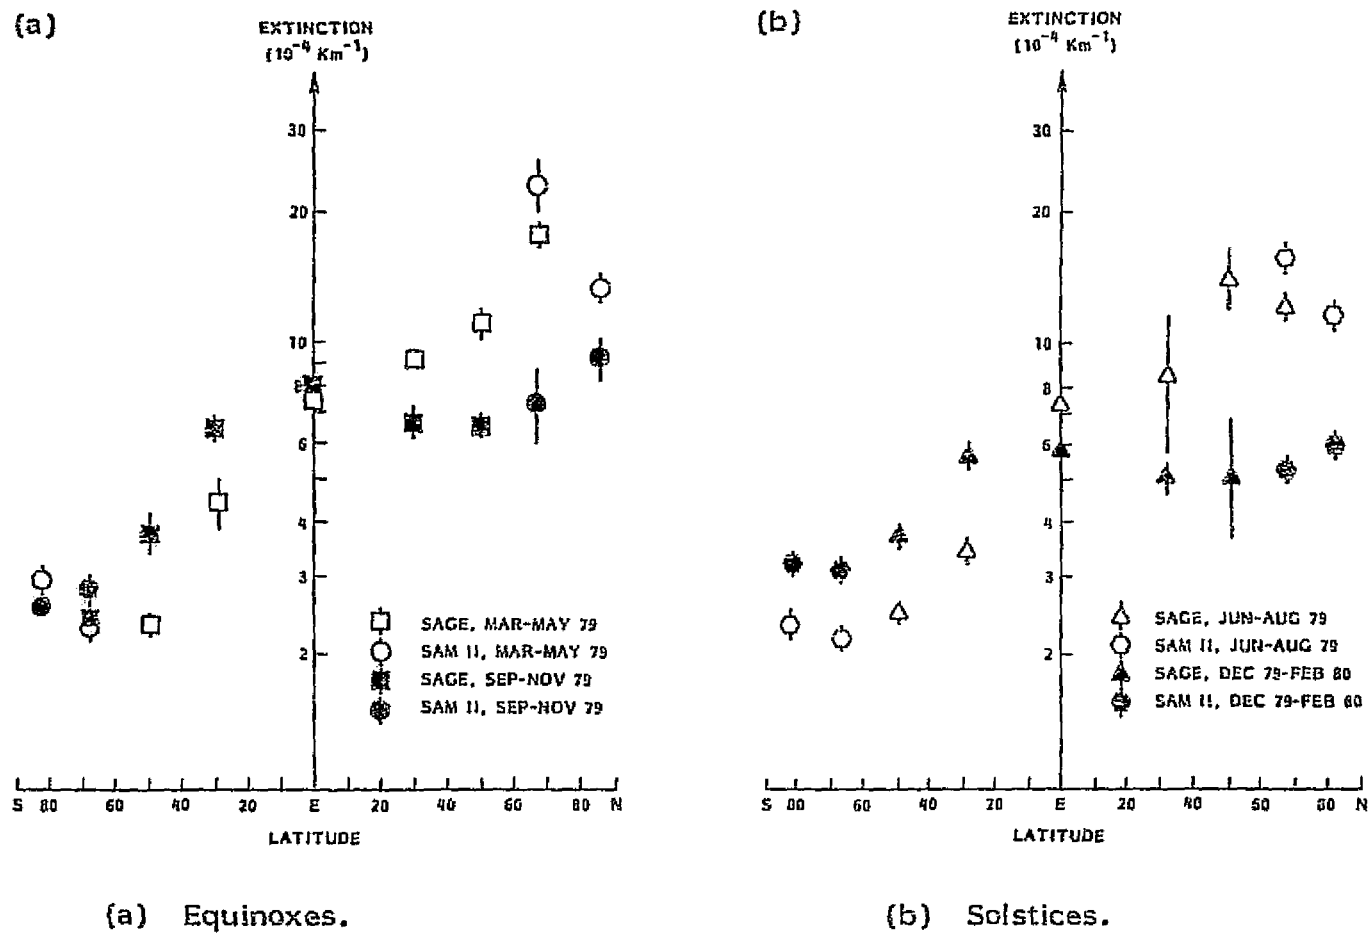 (a)
EXTINCTION
(10⁻⁴ Km⁻¹)
30
20
10
8
6
4
3
2
SAGE, MAR-MAY 79
SAM II, MAR-MAY 79
SAGE, SEP-NOV 79
SAM II, SEP-NOV 79
S 80 60 40 20 E 20 40 60 80 N
LATITUDE
(a) Equinoxes.
(b)
EXTINCTION
(10⁻⁴ Km⁻¹)
30
20
10
8
6
4
3
2
SAGE, JUN-AUG 79
SAM II, JUN-AUG 79
SAGE, DEC 79-FEB 80
SAM II, DEC 79-FEB 80
S 80 60 40 20 E 20 40 60 80 N
LATITUDE
(b) Solstices.